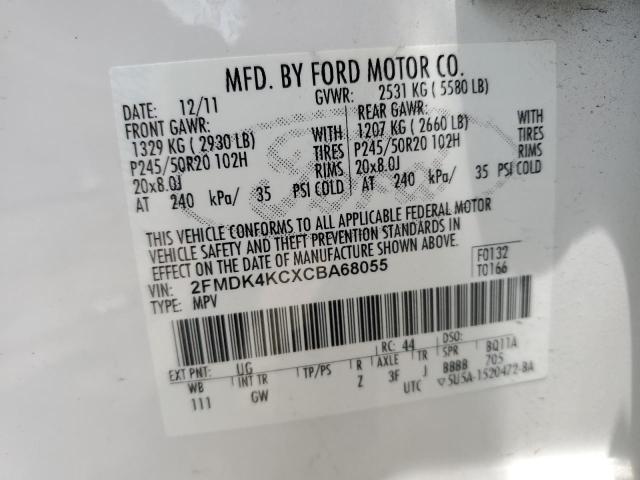 MFD. BY FORD MOTOR CO.
DATE: 12/11 GVWR: 2531 KG ( 5580 LB)
FRONT GAWR: REAR GAWR:
1329 KG ( 2930 LB) WITH 1207 KG ( 2660 LB) WITH
P245/50R20 102H TIRES P245/50R20 102H TIRES
20x8.0J RIMS 20x8.0J RIMS
AT 240 kPa/ 35 PSI COLD AT 240 kPa/ 35 PSI COLD
THIS VEHICLE CONFORMS TO ALL APPLICABLE FEDERAL MOTOR
VEHICLE SAFETY AND THEFT PREVENTION STANDARDS IN
EFFECT ON THE DATE OF MANUFACTURE SHOWN ABOVE.
VIN: 2FMDK4KCXCBA68055 F0132
TYPE: MPV T0166
EXT PNT: UG RC: 44 DSO:
WB INT TR TP/PS R AXLE TR SPR BQ11A
111 GW Z 3F J BBBB 705
UTC ▽5U5A-1520472-BA